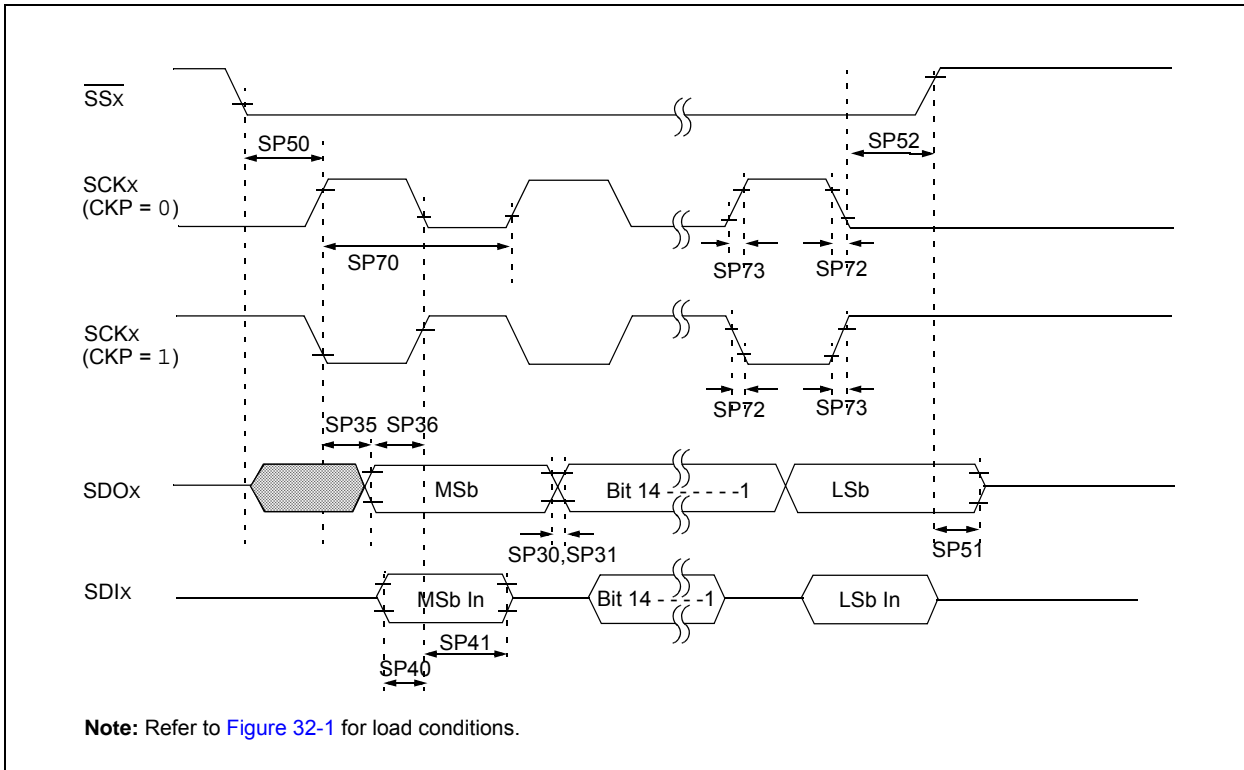 SSx
SP50
SP52
SCKx
(CKP = 0)
SP70
SP73
SP72
SCKx
(CKP = 1)
SP72
SP73
SP35
SP36
SDOx
MSb
Bit 14 - - - - - -1
LSb
SP30,SP31
SP51
SDIx
MSb In
Bit 14 - - - -1
LSb In
SP41
SP40
Note: Refer to Figure 32-1 for load conditions.